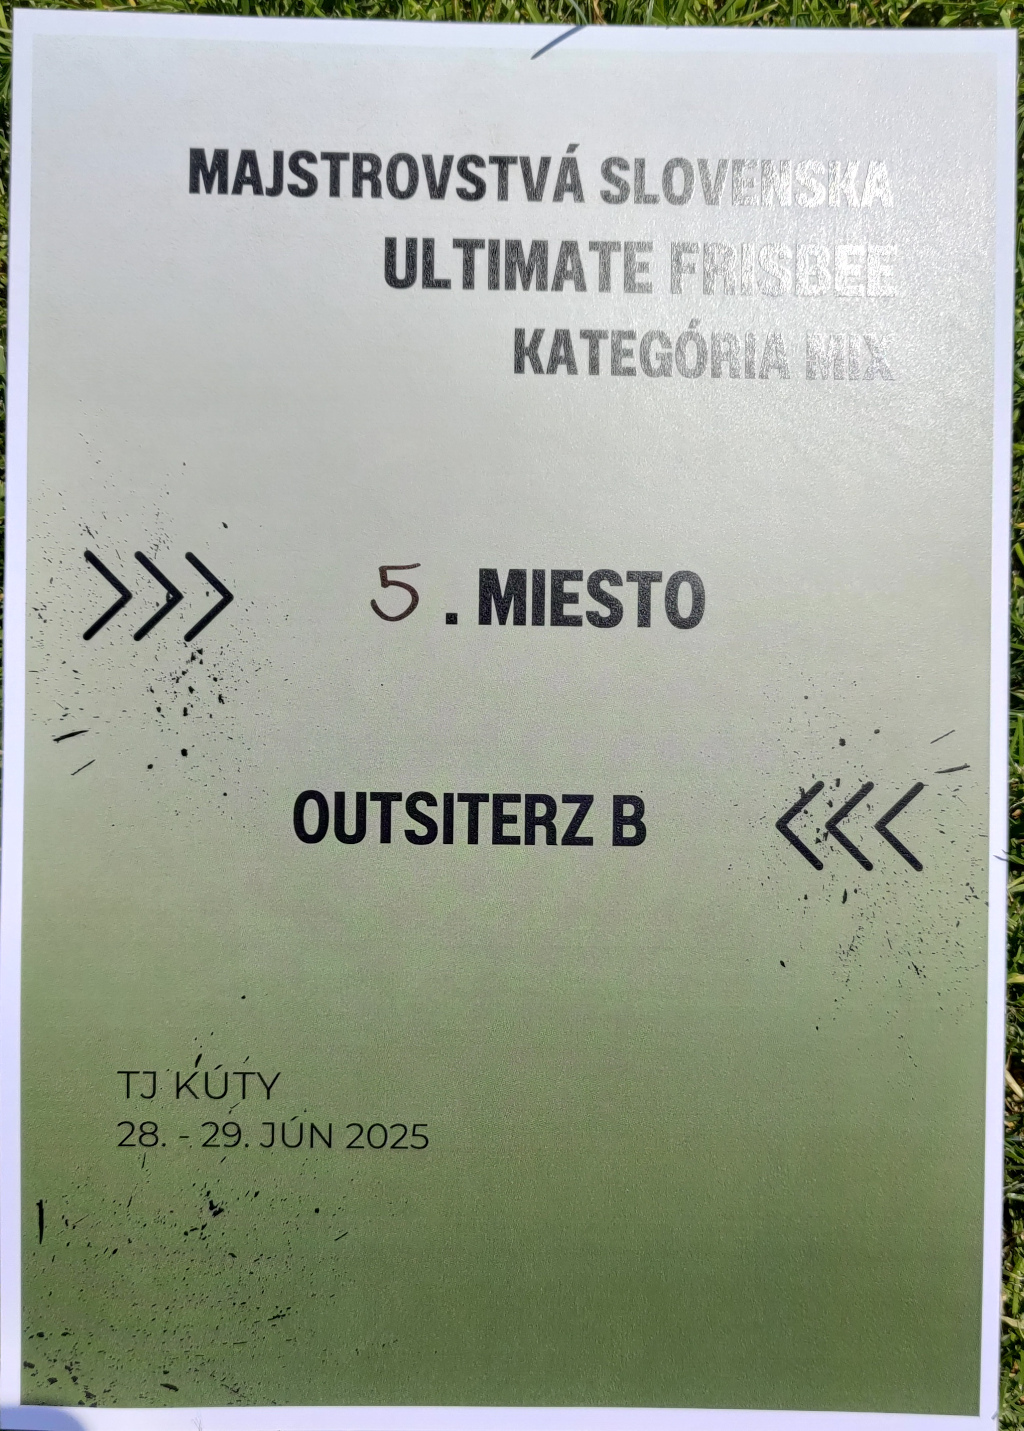 MAJSTROVSTVÁ SLOVENSKA
ULTIMATE FRISBEE
KATEGÓRIA MIX
5 . MIESTO
OUTSITERZ B
TJ KÚTY
28. - 29. JÚN 2025